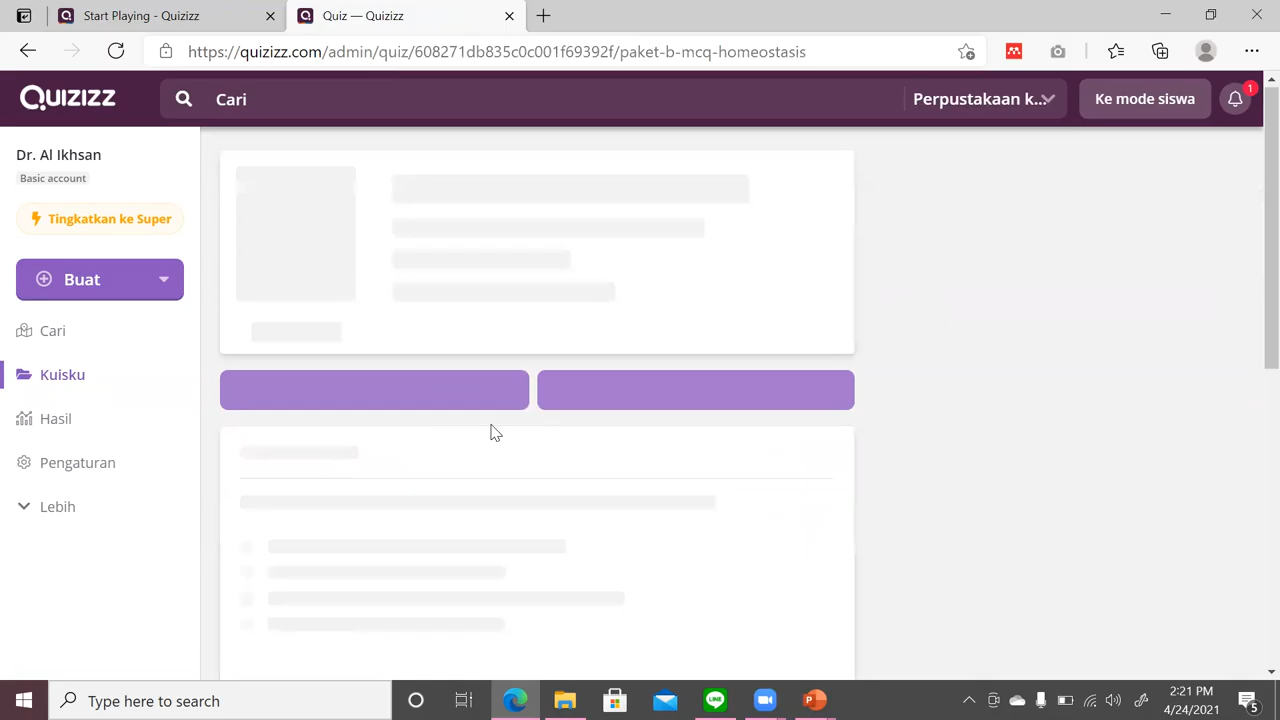 Start Playing - Quizizz
Quiz — Quizizz
https://quizizz.com/admin/quiz/608271db835c0c001f69392f/paket-b-mcq-homeostasis
QUIZIZZ
Cari
Perpustakaan k...
Ke mode siswa
1
Dr. Al Ikhsan
Basic account
Tingkatkan ke Super
Buat
Cari
Kuisku
Hasil
Pengaturan
Lebih
Type here to search
2:21 PM
4/24/2021
5